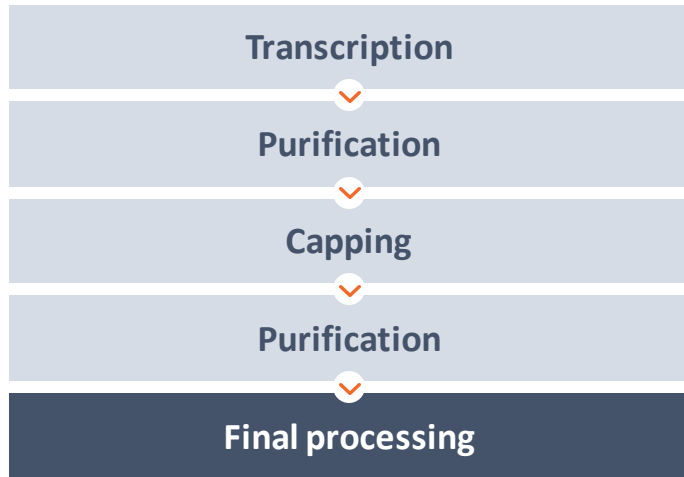 Transcription
Purification
Capping
Purification
Final processing